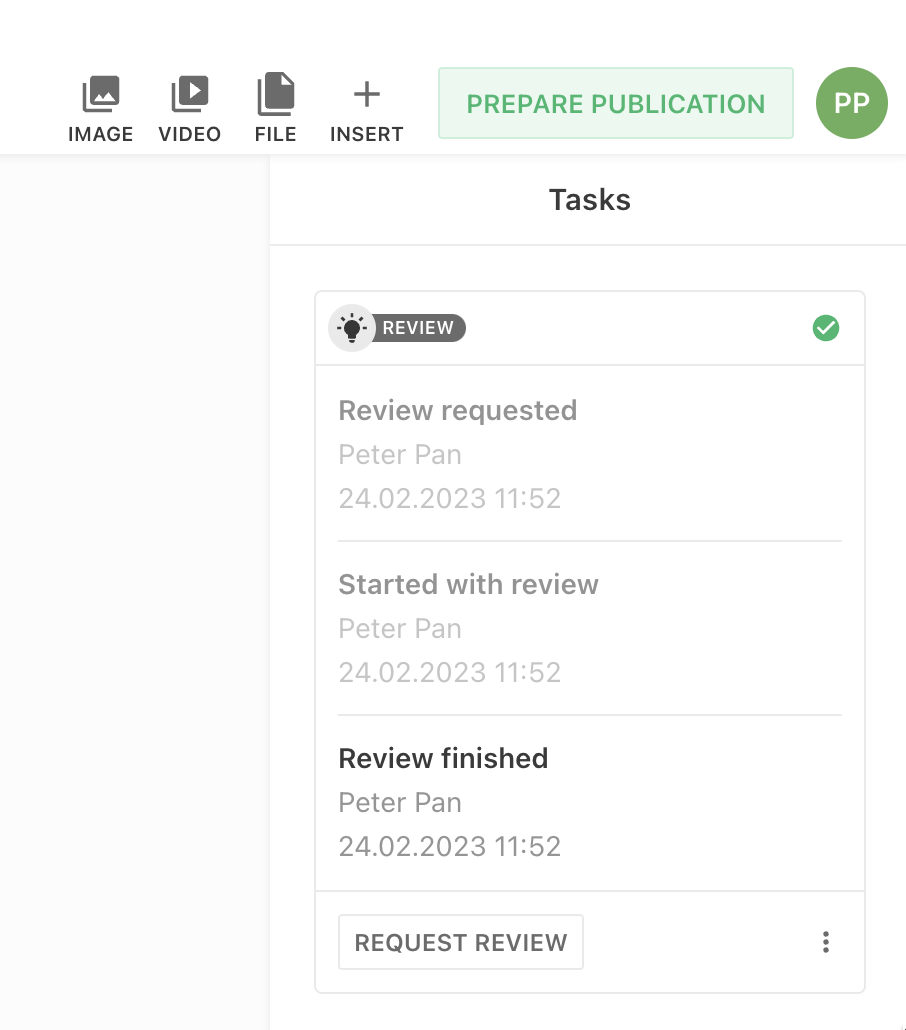 IMAGE VIDEO FILE INSERT PREPARE PUBLICATION PP
Tasks
REVIEW
Review requested
Peter Pan
24.02.2023 11:52
Started with review
Peter Pan
24.02.2023 11:52
Review finished
Peter Pan
24.02.2023 11:52
REQUEST REVIEW